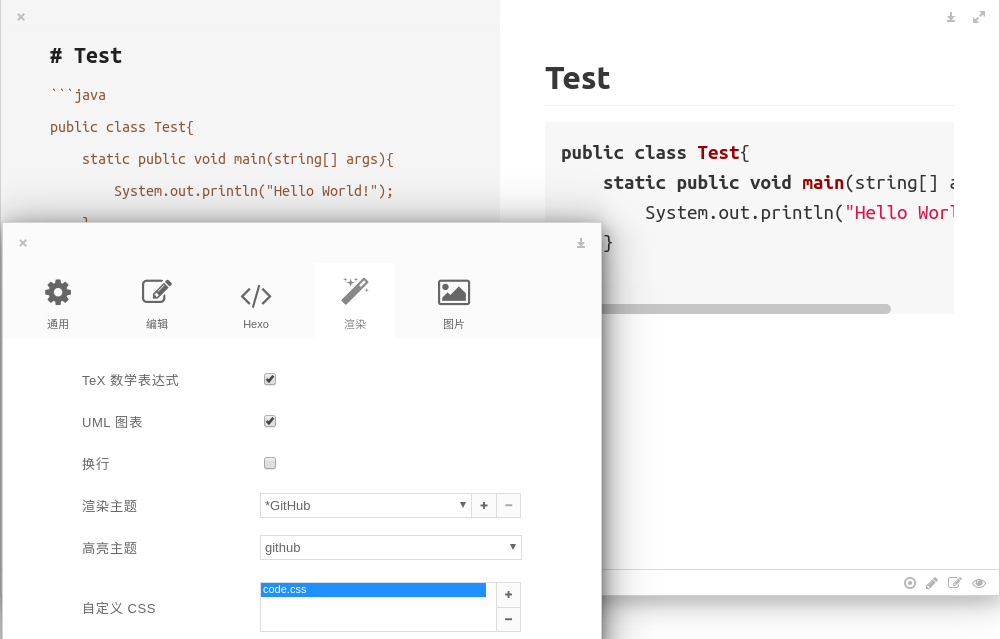 # Test
```java
public class Test{
static public void main(string[] args){
System.out.println("Hello World!");
Test
public class Test{
static public void main(string[] a
System.out.println("Hello Worl
}
通用
编辑
Hexo
渲染
图片
TeX 数学表达式
UML 图表
换行
渲染主题
*GitHub
高亮主题
github
自定义 CSS
code.css